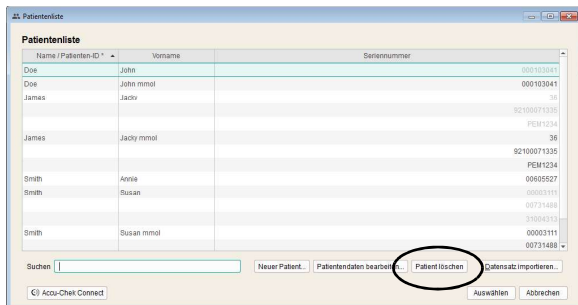 Patientenliste
Patientenliste
Name / Patienten-ID * Vorname Seriennummer
Doe John 000103041
Doe John mmol 000103041
James Jacky 36
92100071335
PEM1234
James Jacky mmol 36
92100071335
PEM1234
Smith Annie 00605527
Smith Susan 00003111
00731488
31004313
Smith Susan mmol 00003111
00731488
Suchen Neuer Patient... Patientendaten bearbeiten... Patient löschen Datensatz importieren...
Accu-Chek Connect Auswählen Abbrechen